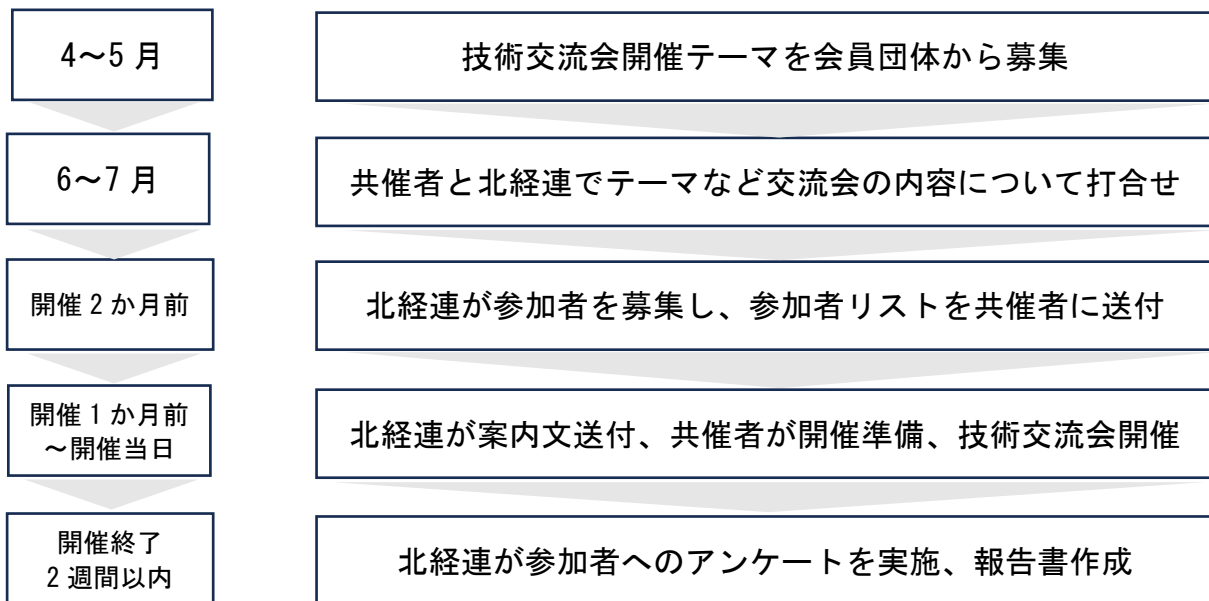 4～5 月
技術交流会開催テーマを会員団体から募集
6～7 月
共催者と北経連でテーマなど交流会の内容について打合せ
開催 2 か月前
北経連が参加者を募集し、参加者リストを共催者に送付
開催 1 か月前
～開催当日
北経連が案内文送付、共催者が開催準備、技術交流会開催
開催終了
2 週間以内
北経連が参加者へのアンケートを実施、報告書作成